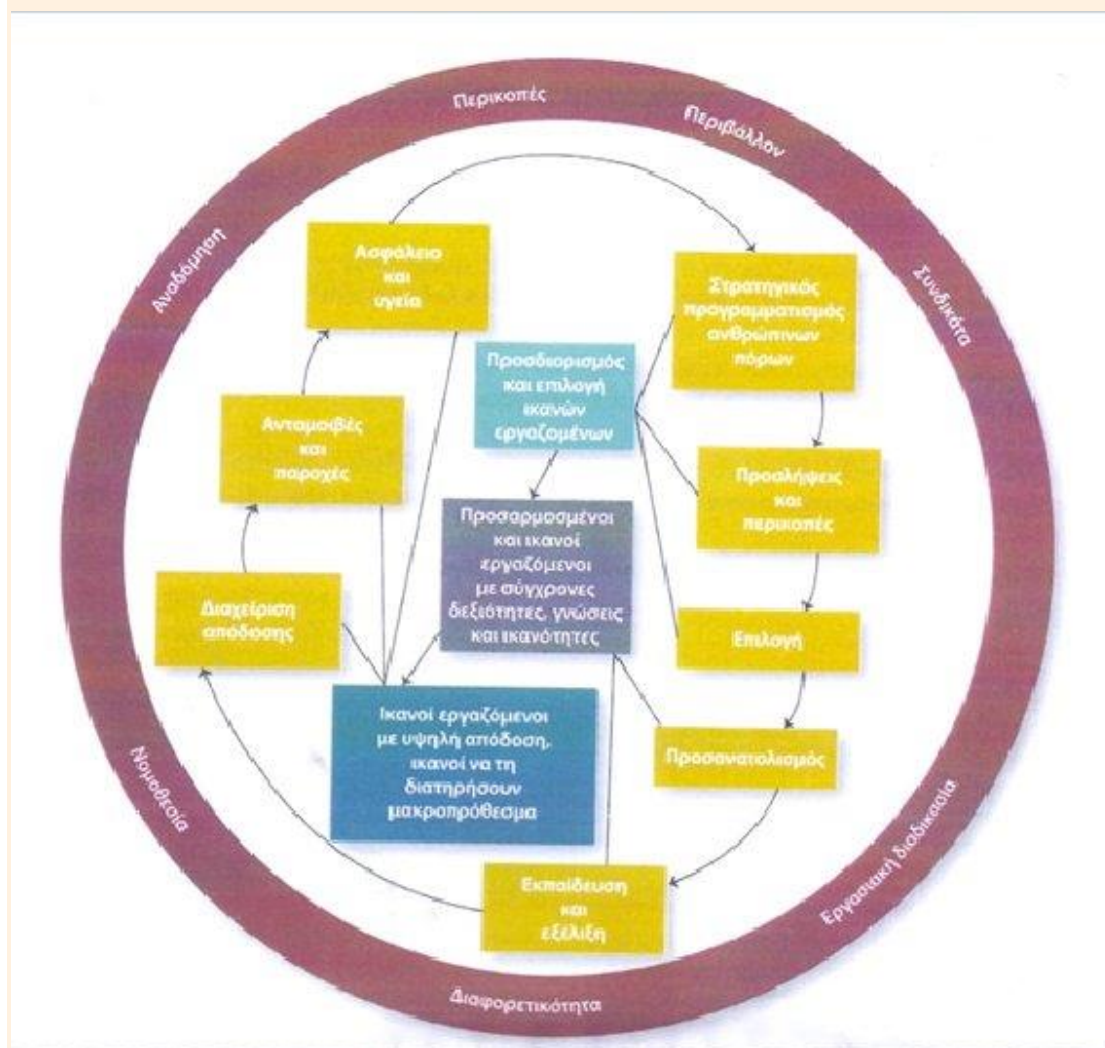 Περικοπές
Περιβάλλον
Συνδικάτα
Εργασιακή διαδικασία
Διαφορετικότητα
Νομοθεσία
Αναδόμηση
Ασφάλεια
και
υγεία
Στρατηγικός
προγραμματισμός
ανθρώπινων
πόρων
Προσδιορισμός
και επιλογή
ικανών
εργαζομένων
Ανταμοιβές
και
παροχές
Προσλήψεις
και
περικοπές
Προσαρμοσμένοι
και ικανοί
εργαζόμενοι
με σύγχρονες
δεξιότητες, γνώσεις
και ικανότητες
Διαχείριση
απόδοσης
Επιλογή
Ικανοί εργαζόμενοι
με υψηλή απόδοση,
ικανοί να τη
διατηρήσουν
μακροπρόθεσμα
Προσανατολισμός
Εκπαίδευση
και
εξέλιξη